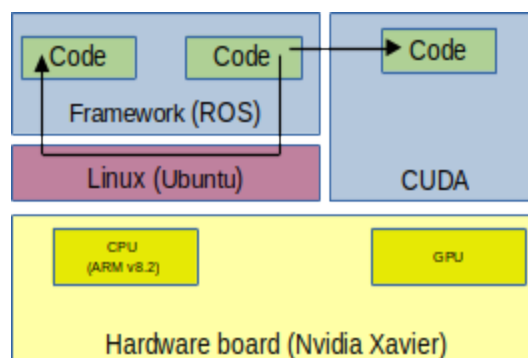 Code
Code
Code
Framework (ROS)
Linux (Ubuntu)
CUDA
CPU
(ARM v8.2)
GPU
Hardware board (Nvidia Xavier)